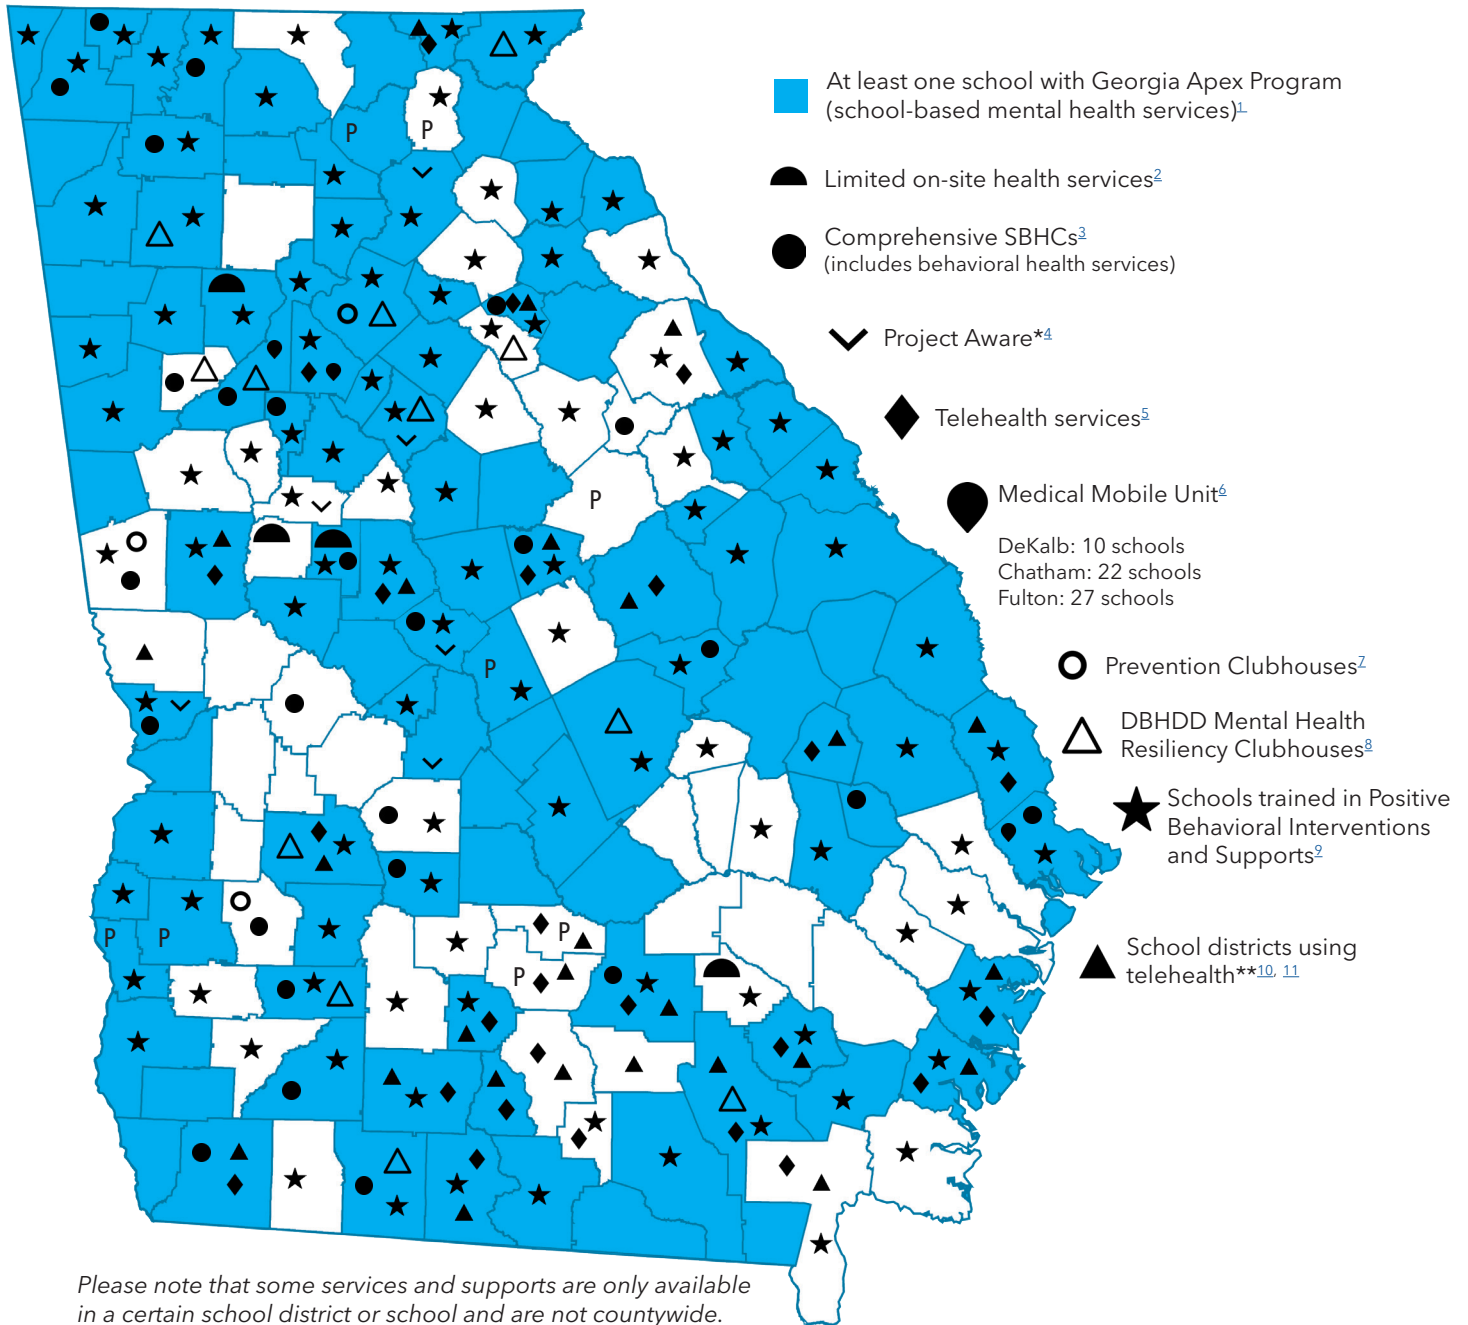 At least one school with Georgia Apex Program
(school-based mental health services)1
Limited on-site health services2
Comprehensive SBHCs3
(includes behavioral health services)
Project Aware*4
Telehealth services5
Medical Mobile Unit6
DeKalb: 10 schools
Chatham: 22 schools
Fulton: 27 schools
Prevention Clubhouses7
DBHDD Mental Health
Resiliency Clubhouses8
Schools trained in Positive
Behavioral Interventions
and Supports9
School districts using
telehealth**10, 11
P
P
P
P
P
P
P
P
Please note that some services and supports are only available
in a certain school district or school and are not countywide.